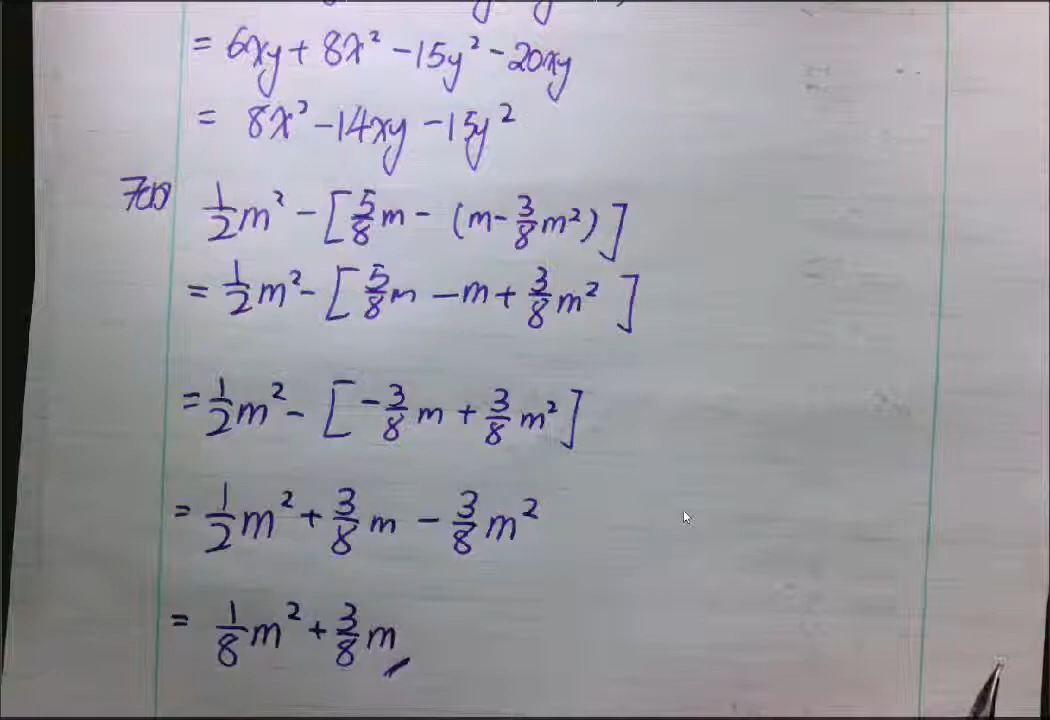 = 6xy + 8x² - 15y² - 20xy
= 8x² - 14xy - 15y²
½m² - [⅝m - (m - ⅜m²)]
= ½m² - [⅝m - m + ⅜m²]
= ½m² - [-⅜m + ⅜m²]
= ½m² + ⅜m - ⅜m²
= ⅛m² + ⅜m